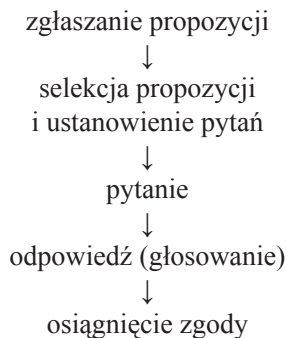 zgłaszanie propozycji
↓
selekcja propozycji
i ustanowienie pytań
↓
pytanie
↓
odpowiedź (głosowanie)
↓
osiągnięcie zgody